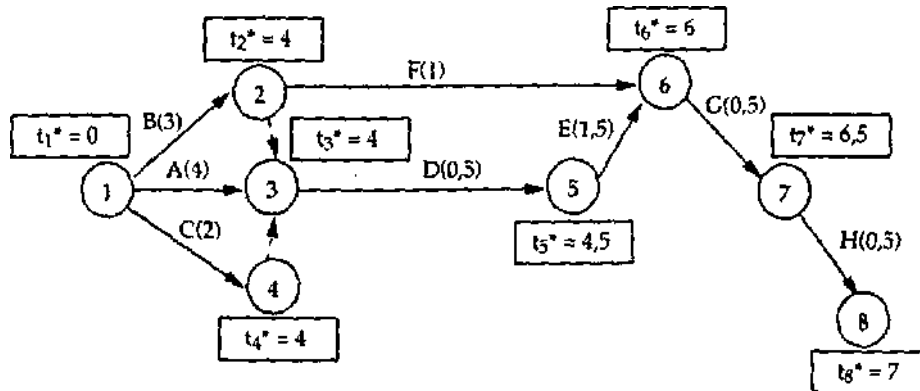 t₂* = 4
t₆* = 6
F(1)
2
6
B(3)
t₁* = 0
t₃* = 4
E(1,5)
G(0,5)
t₇* = 6,5
A(4)
D(0,5)
1
3
5
7
C(2)
t₅* = 4,5
H(0,5)
4
8
t₄* = 4
t₈* = 7